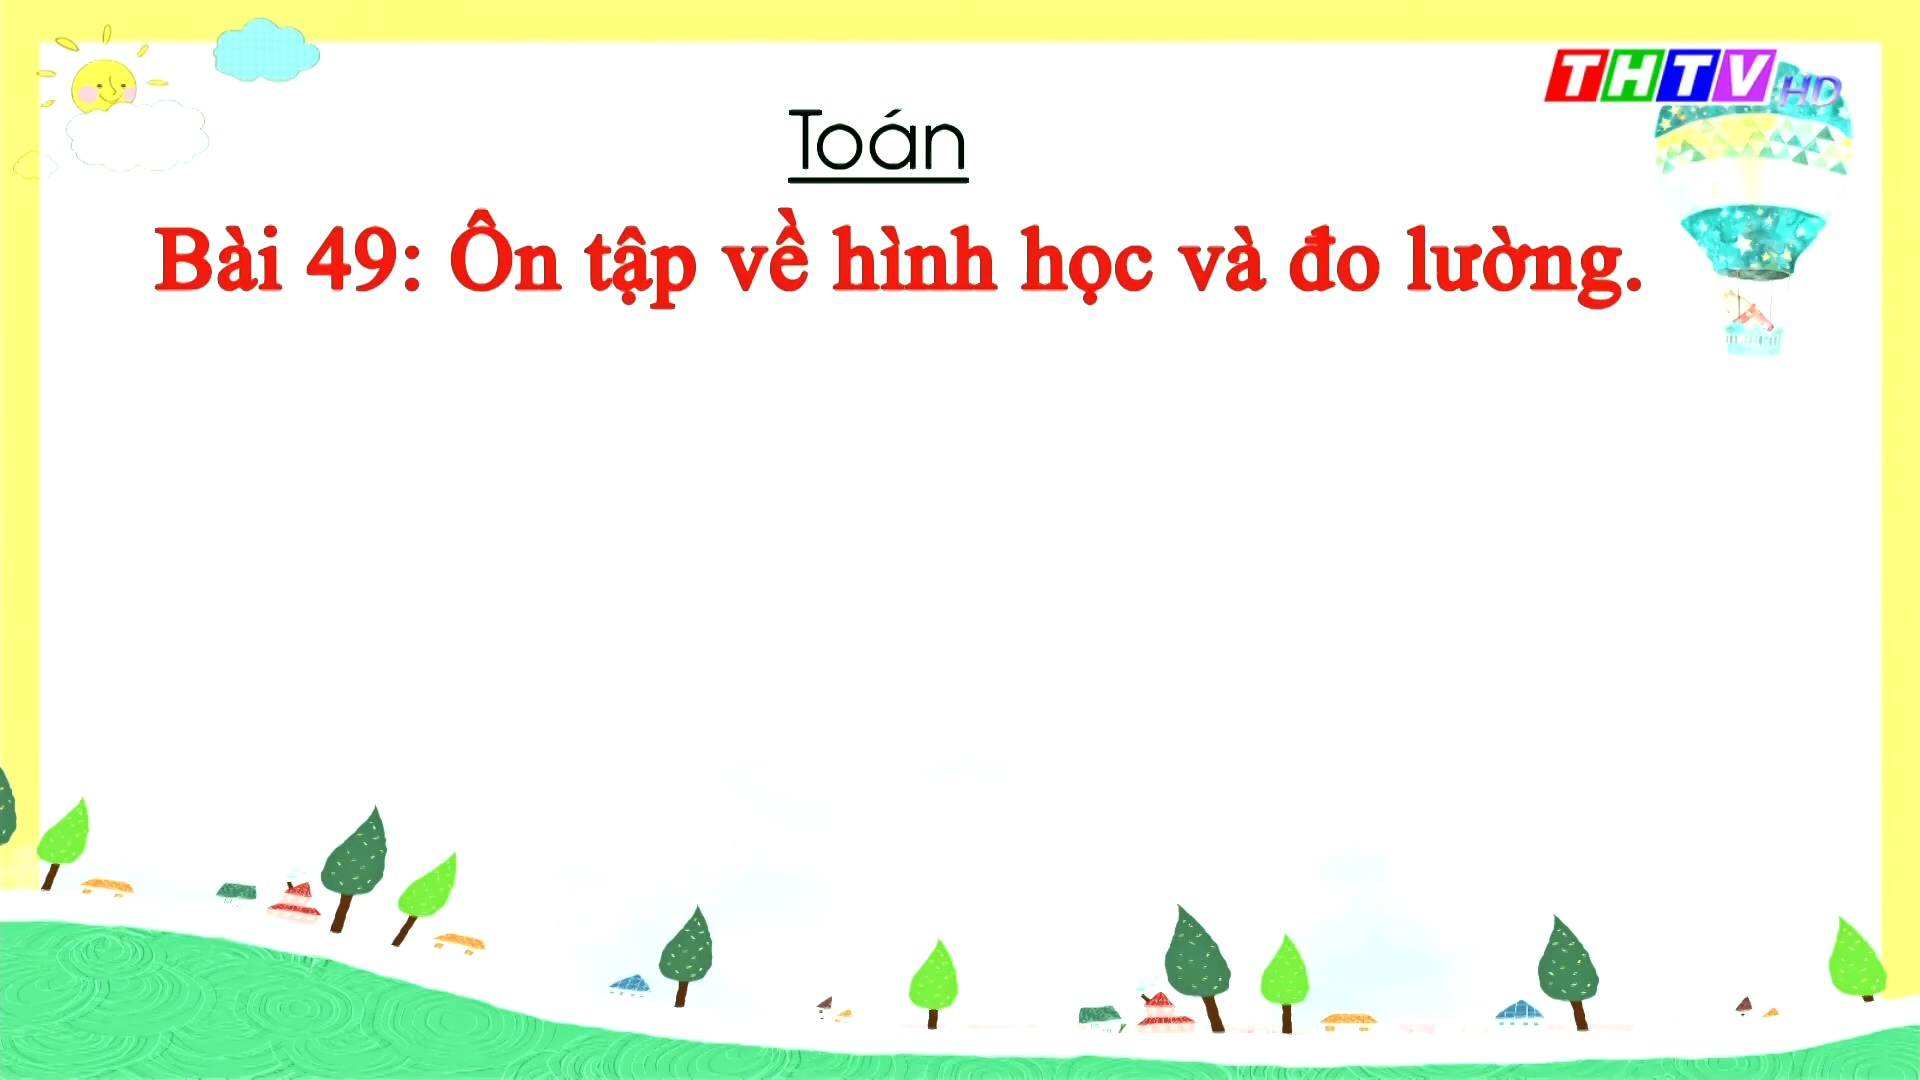 THTV HD
Toán
Bài 49: Ôn tập về hình học và đo lường.